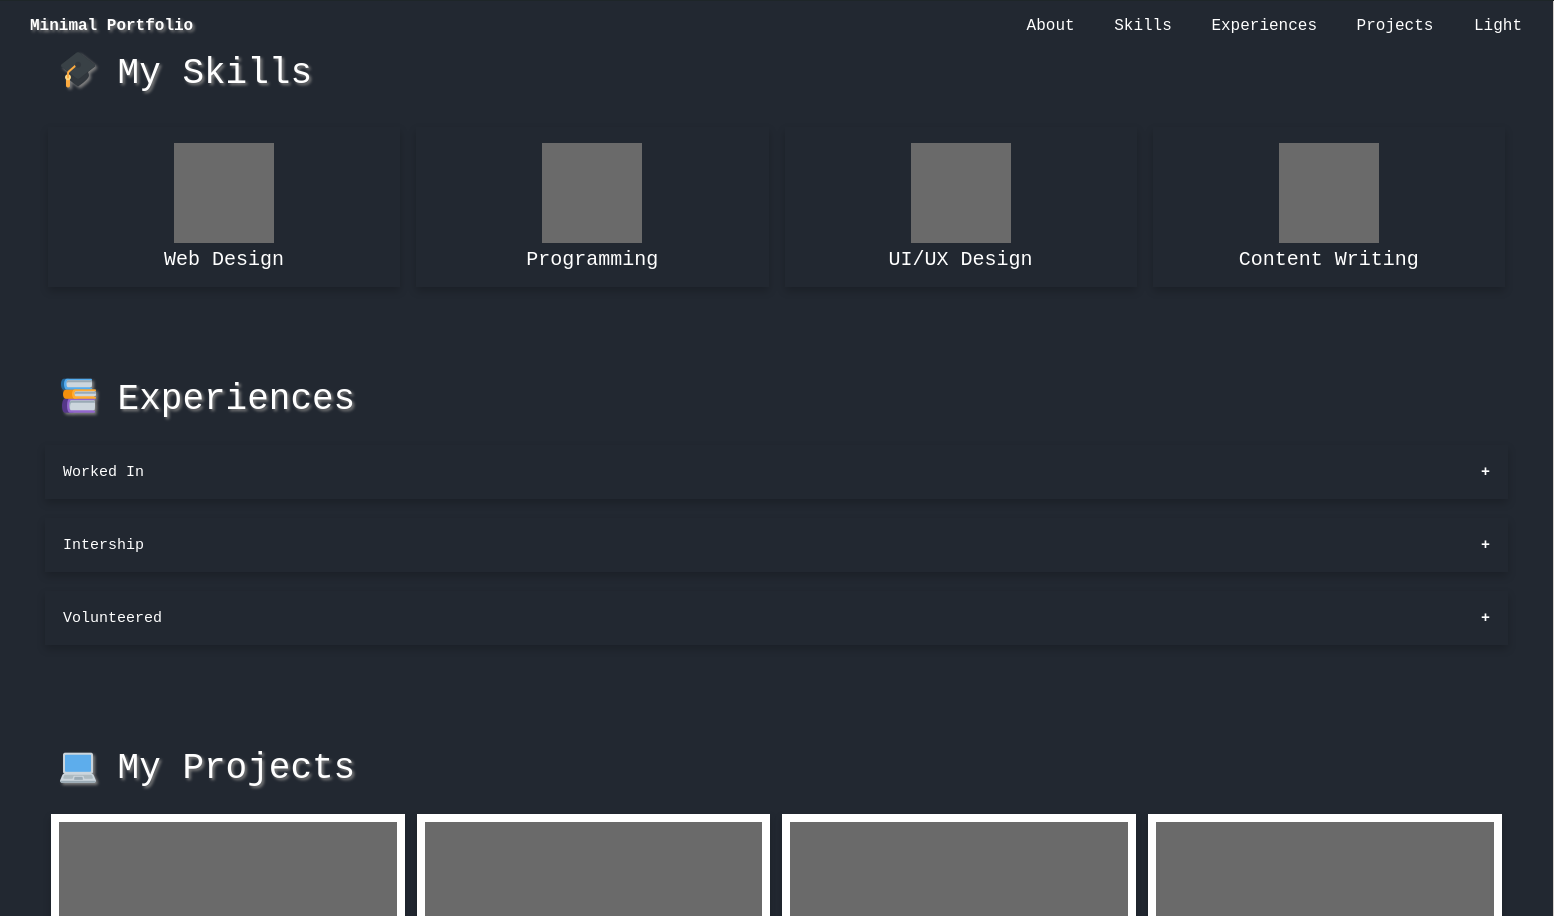 Minimal Portfolio About Skills Experiences Projects Light
🎓 My Skills
Web Design Programming UI/UX Design Content Writing
📚 Experiences
Worked In +
Intership +
Volunteered +
💻 My Projects